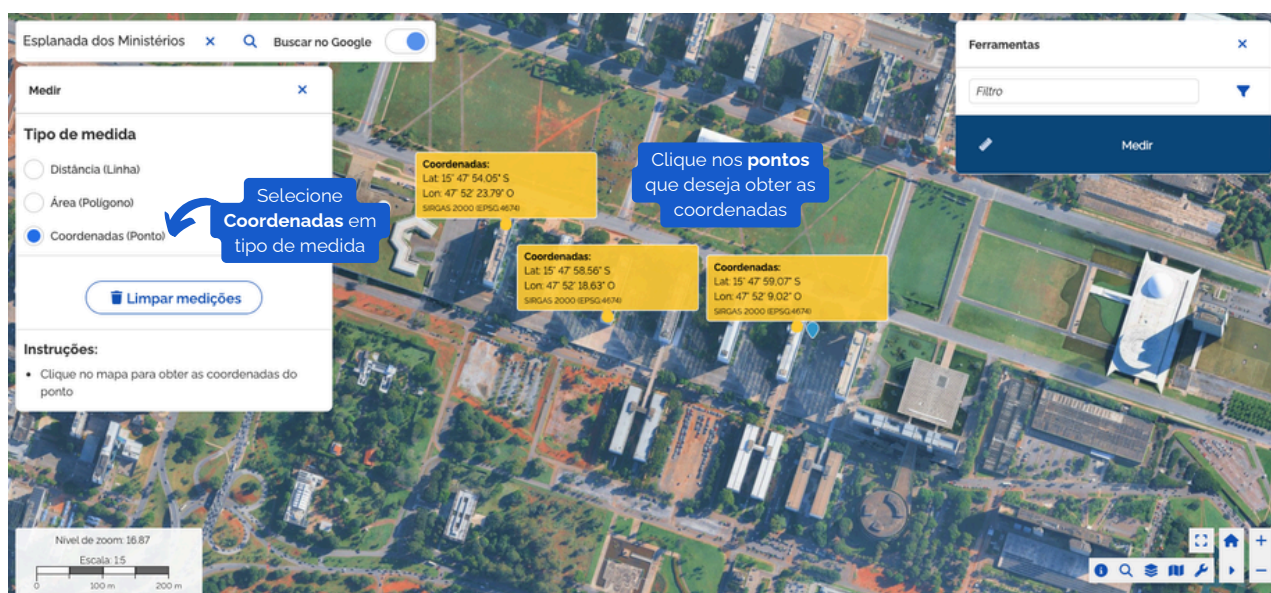 Esplanada dos Ministérios
Buscar no Google
Medir
Tipo de medida
Distância (Linha)
Área (Polígono)
Coordenadas (Ponto)
Limpar medições
Instruções:
• Clique no mapa para obter as coordenadas do
ponto
Selecione
Coordenadas em
tipo de medida
Coordenadas:
Lat: 15° 47' 54,05" S
Lon: 47° 52' 23,79" O
SIRGAS 2000 (EPSG:4674)
Clique nos pontos
que deseja obter as
coordenadas
Coordenadas:
Lat: 15° 47' 58,56" S
Lon: 47° 52' 18,63" O
SIRGAS 2000 (EPSG:4674)
Coordenadas:
Lat: 15° 47' 59,07" S
Lon: 47° 52' 9,02" O
SIRGAS 2000 (EPSG:4674)
Ferramentas
Filtro
Medir
Nível de zoom: 16.87
Escala: 1:5
0 100 m 200 m